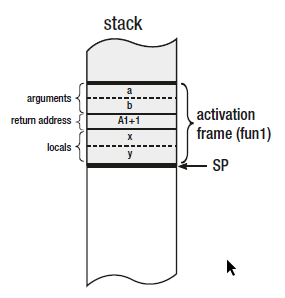 stack
arguments
a
b
return address
A1+1
locals
x
y
activation
frame (fun1)
SP